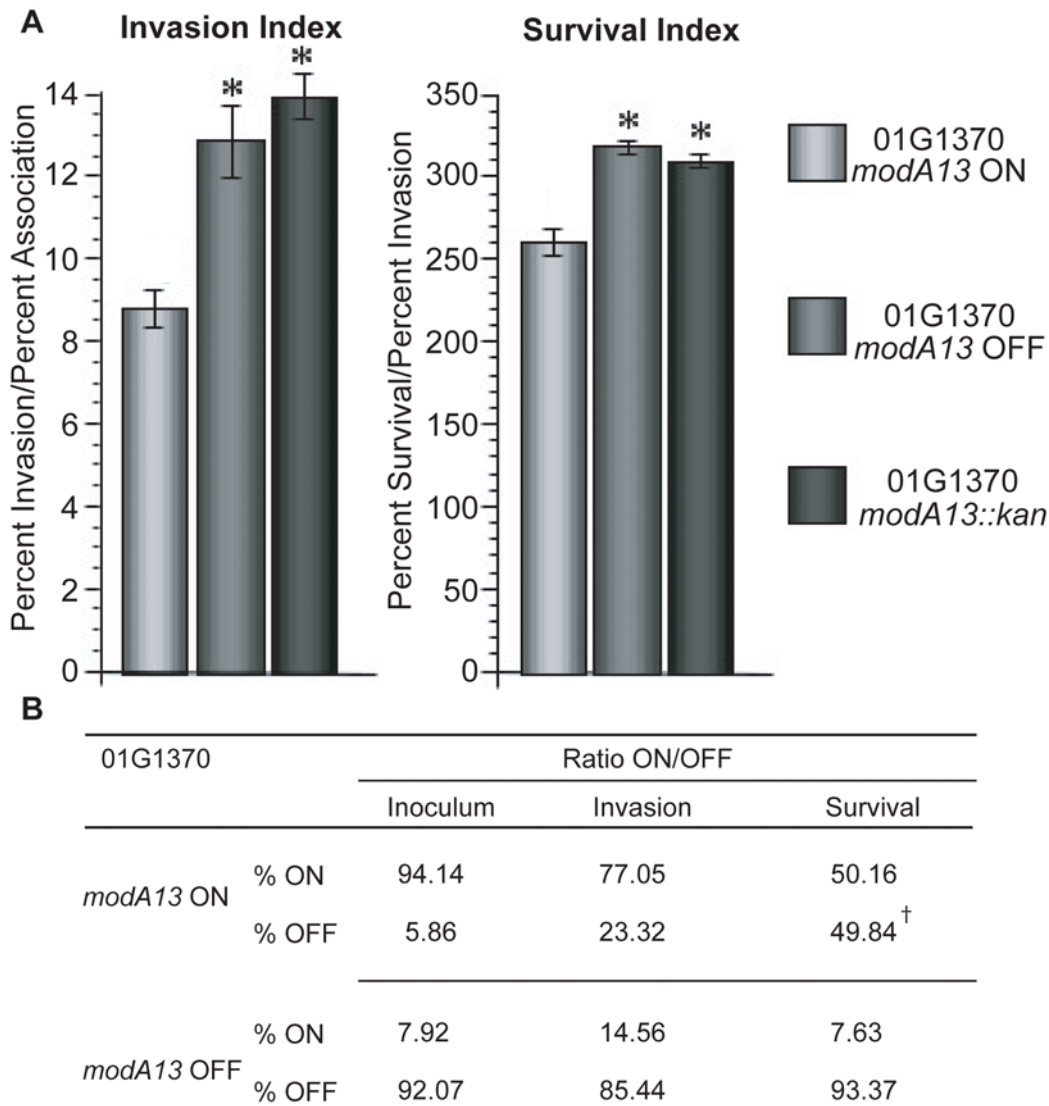 A
Invasion Index
Percent Invasion/Percent Association
14
12
10
8
6
4
2
0
*
*
Survival Index
Percent Survival/Percent Invasion
350
300
250
200
150
100
50
0
*
*
01G1370
modA13 ON
01G1370
modA13 OFF
01G1370
modA13::kan
B
01G1370 Ratio ON/OFF
Inoculum Invasion Survival
modA13 ON
% ON 94.14 77.05 50.16
% OFF 5.86 23.32 49.84†
modA13 OFF
% ON 7.92 14.56 7.63
% OFF 92.07 85.44 93.37